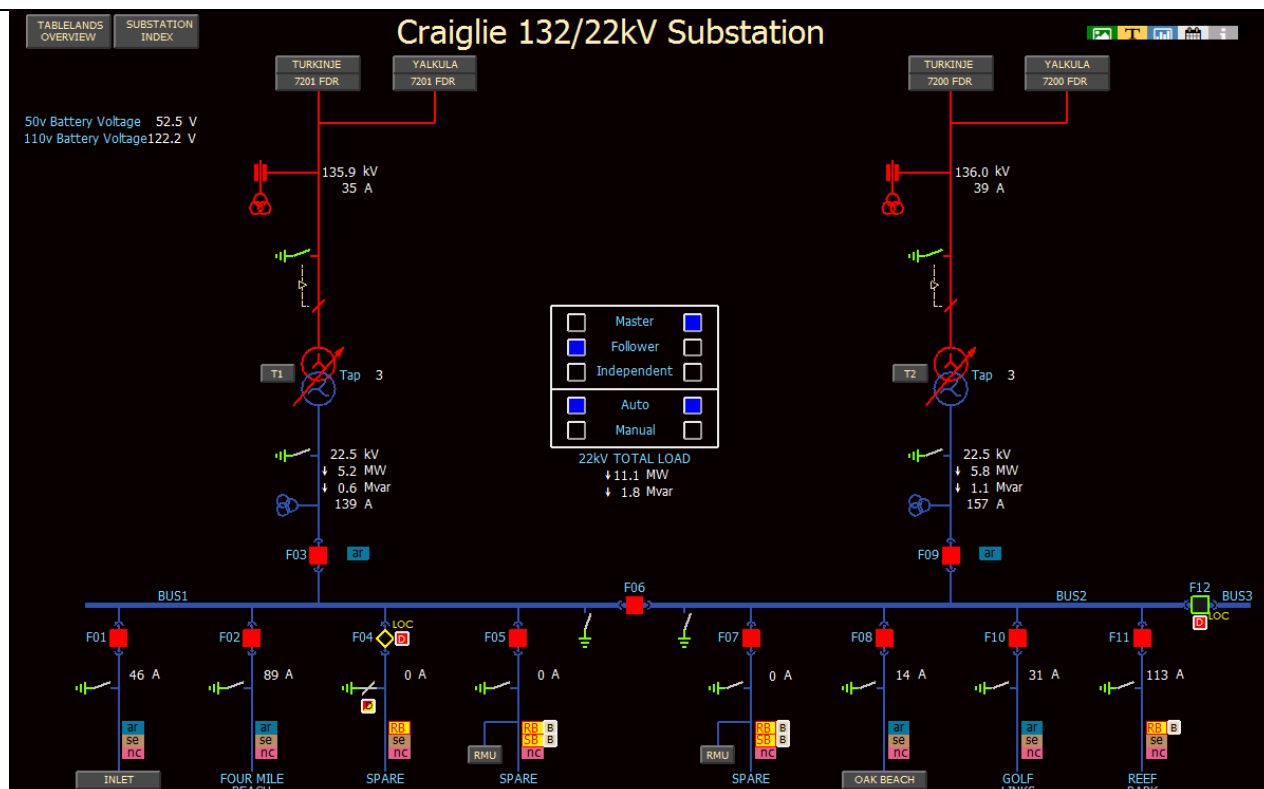 TABLELANDS
OVERVIEW
SUBSTATION
INDEX
Craiglie 132/22kV Substation
T
i
TURKINJE
7201 FDR
YALKULA
7201 FDR
TURKINJE
7200 FDR
YALKULA
7200 FDR
50v Battery Voltage 52.5 V
110v Battery Voltage 122.2 V
135.9 kV
35 A
136.0 kV
39 A
Master
Follower
Independent
Auto
Manual
T1
Tap 3
T2
Tap 3
22kV TOTAL LOAD
↓11.1 MW
↓ 1.8 Mvar
22.5 kV
↓ 5.2 MW
↓ 0.6 Mvar
139 A
22.5 kV
↓ 5.8 MW
↓ 1.1 Mvar
157 A
F03 ar
F09 ar
BUS1
F06
BUS2
F12
BUS3
D LOC
F01
F02
F04 LOC D
F05
F07
F08
F10
F11
46 A
89 A
0 A
0 A
0 A
14 A
31 A
113 A
D
ar
se
nc
ar
se
nc
RB
se
nc
RB B
SB B
nc
RB B
SB B
nc
ar
se
nc
ar
se
nc
RB B
se
nc
RMU
RMU
INLET
FOUR MILE
BEACH
SPARE
SPARE
SPARE
OAK BEACH
GOLF
LINKS
REEF
PARK